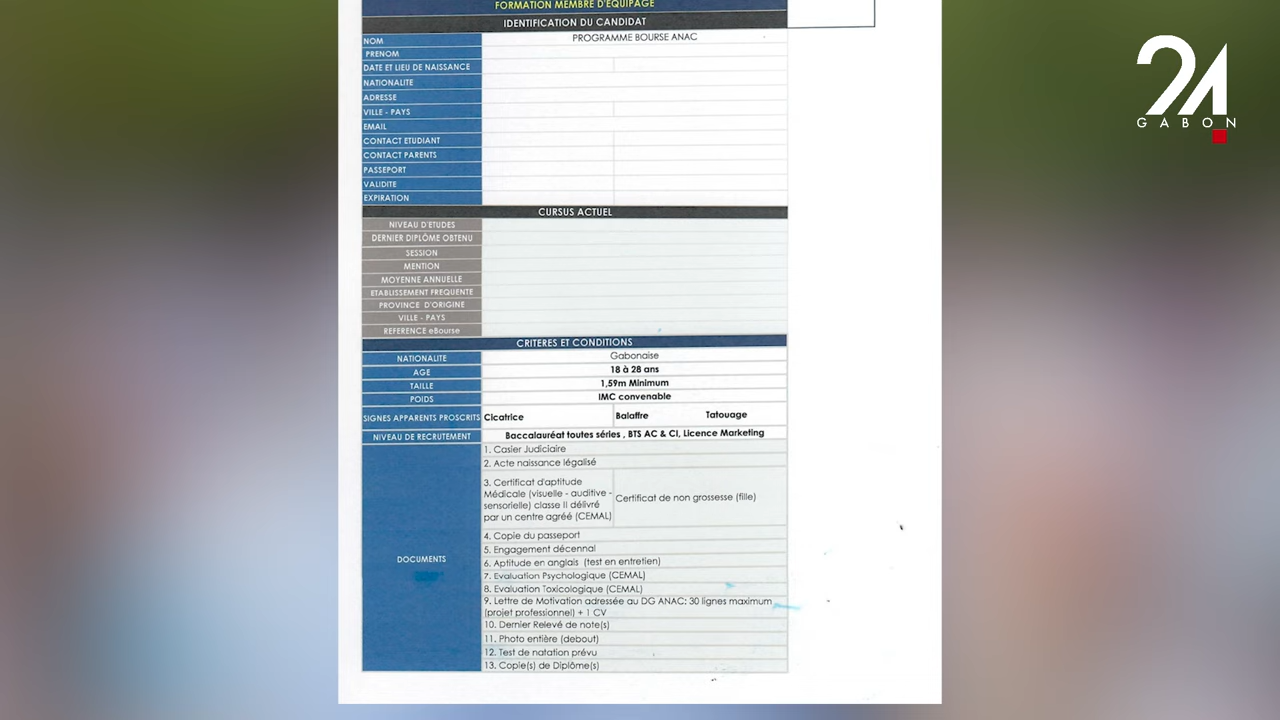 FORMATION MEMBRE D'EQUIPAGE
IDENTIFICATION DU CANDIDAT
NOM PROGRAMME BOURSE ANAC
PRENOM
DATE ET LIEU DE NAISSANCE
NATIONALITE
ADRESSE
VILLE - PAYS
EMAIL
CONTACT ETUDIANT
CONTACT PARENTS
PASSEPORT
VALIDITE
EXPIRATION
CURSUS ACTUEL
NIVEAU D'ETUDES
DERNIER DIPLÔME OBTENU
SESSION
MENTION
MOYENNE ANNUELLE
ETABLISSEMENT FREQUENTE
PROVINCE D'ORIGINE
VILLE - PAYS
REFERENCE eBourse
CRITERES ET CONDITIONS
NATIONALITE Gabonaise
AGE 18 à 28 ans
TAILLE 1,59m Minimum
POIDS IMC convenable
SIGNES APPARENTS PROSCRITS Cicatrice Balaffre Tatouage
NIVEAU DE RECRUTEMENT Baccalauréat toutes séries , BTS AC & CI, Licence Marketing
DOCUMENTS
1. Casier Judiciaire
2. Acte naissance légalisé
3. Certificat d'aptitude
Médicale (visuelle - auditive -
sensorielle) classe II délivré
par un centre agréé (CEMAL)
Certificat de non grossesse (fille)
4. Copie du passeport
5. Engagement décennal
6. Aptitude en anglais (test en entretien)
7. Evaluation Psychologique (CEMAL)
8. Evaluation Toxicologique (CEMAL)
9. Lettre de Motivation adressée au DG ANAC: 30 lignes maximum
(projet professionnel) + 1 CV
10. Dernier Relevé de note(s)
11. Photo entière (debout)
12. Test de natation prévu
13. Copie(s) de Diplôme(s)
24
GABON